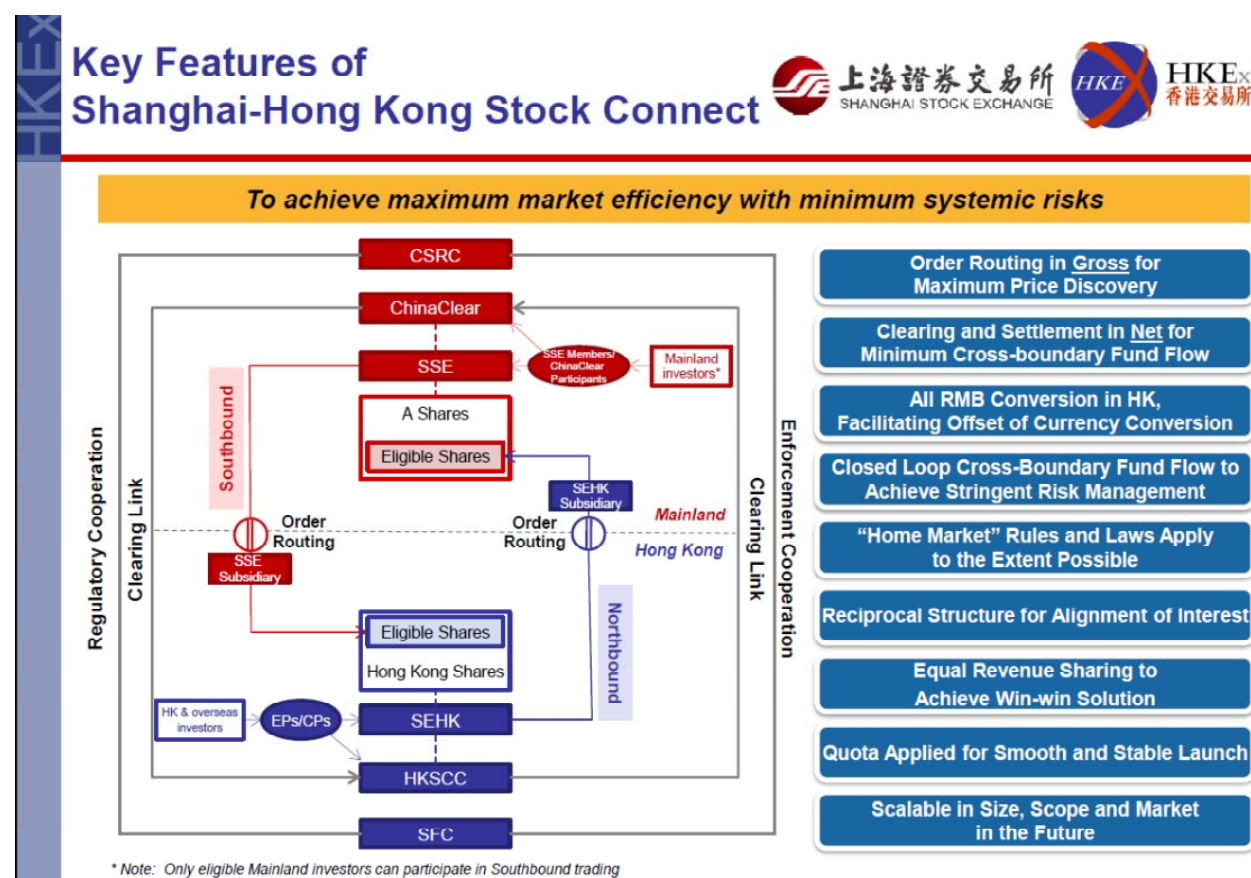 HKEx
Key Features of
Shanghai-Hong Kong Stock Connect
上海證券交易所
SHANGHAI STOCK EXCHANGE
HKE
HKEx
香港交易所
To achieve maximum market efficiency with minimum systemic risks
CSRC
ChinaClear
SSE
SSE Members/
ChinaClear
Participants
Mainland
investors*
A Shares
Eligible Shares
Southbound
Regulatory Cooperation
Clearing Link
SEHK
Subsidiary
Order
Routing
Order
Routing
Mainland
Hong Kong
SSE
Subsidiary
Clearing Link
Enforcement Cooperation
Eligible Shares
Hong Kong Shares
Northbound
HK & overseas
investors
EPs/CPs
SEHK
HKSCC
SFC
Order Routing in Gross for
Maximum Price Discovery
Clearing and Settlement in Net for
Minimum Cross-boundary Fund Flow
All RMB Conversion in HK,
Facilitating Offset of Currency Conversion
Closed Loop Cross-Boundary Fund Flow to
Achieve Stringent Risk Management
“Home Market” Rules and Laws Apply
to the Extent Possible
Reciprocal Structure for Alignment of Interest
Equal Revenue Sharing to
Achieve Win-win Solution
Quota Applied for Smooth and Stable Launch
Scalable in Size, Scope and Market
in the Future
* Note: Only eligible Mainland investors can participate in Southbound trading